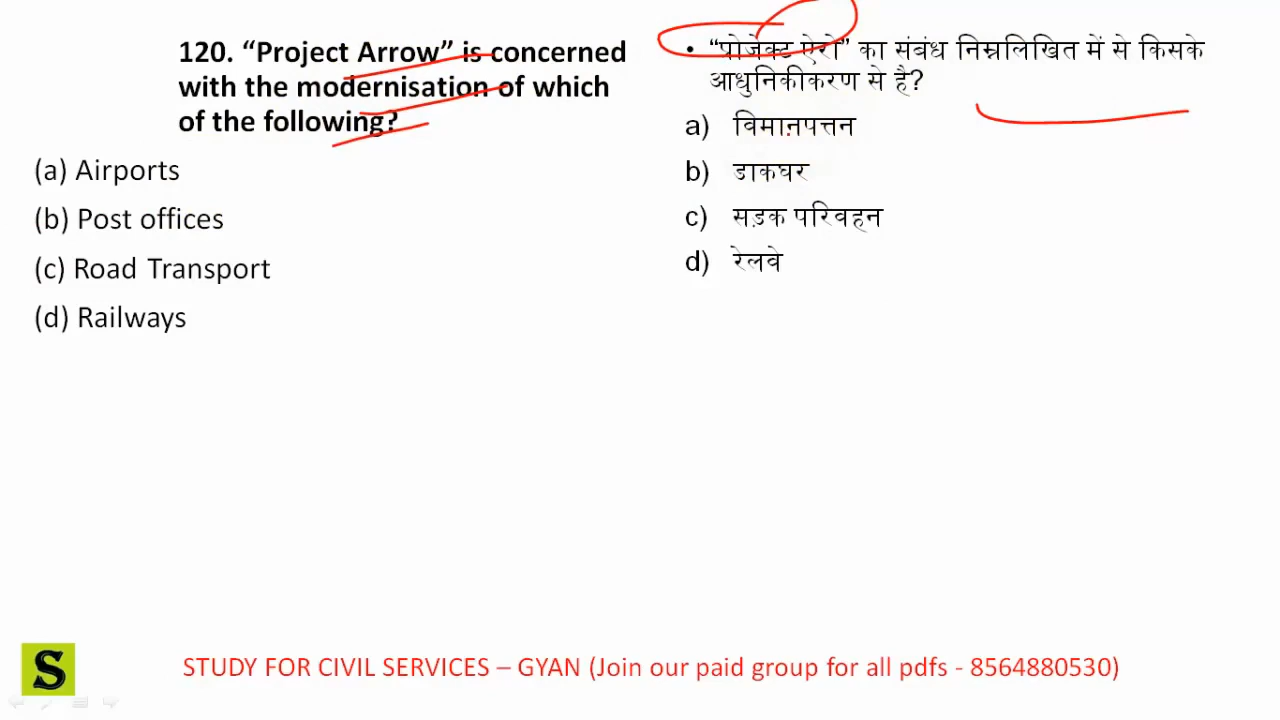 120. “Project Arrow” is concerned
with the modernisation of which
of the following?
(a) Airports
(b) Post offices
(c) Road Transport
(d) Railways
• “प्रोजेक्ट ऐरो” का संबंध निम्नलिखित में से किसके
आधुनिकीकरण से है?
a) विमानपत्तन
b) डाकघर
c) सड़क परिवहन
d) रेलवे
S
STUDY FOR CIVIL SERVICES – GYAN (Join our paid group for all pdfs - 8564880530)